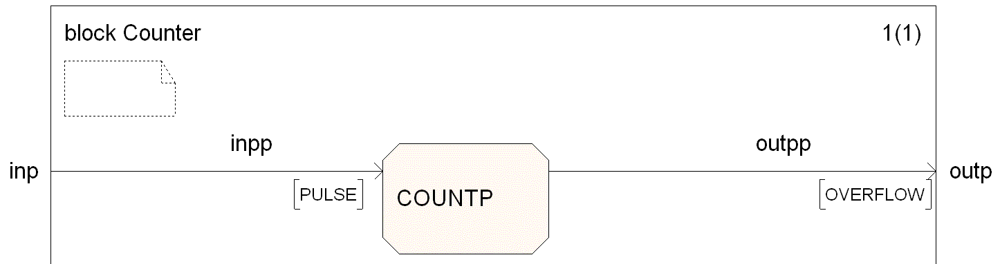 block Counter
1(1)
inpp
outpp
inp
outp
[PULSE]
COUNTP
[OVERFLOW]